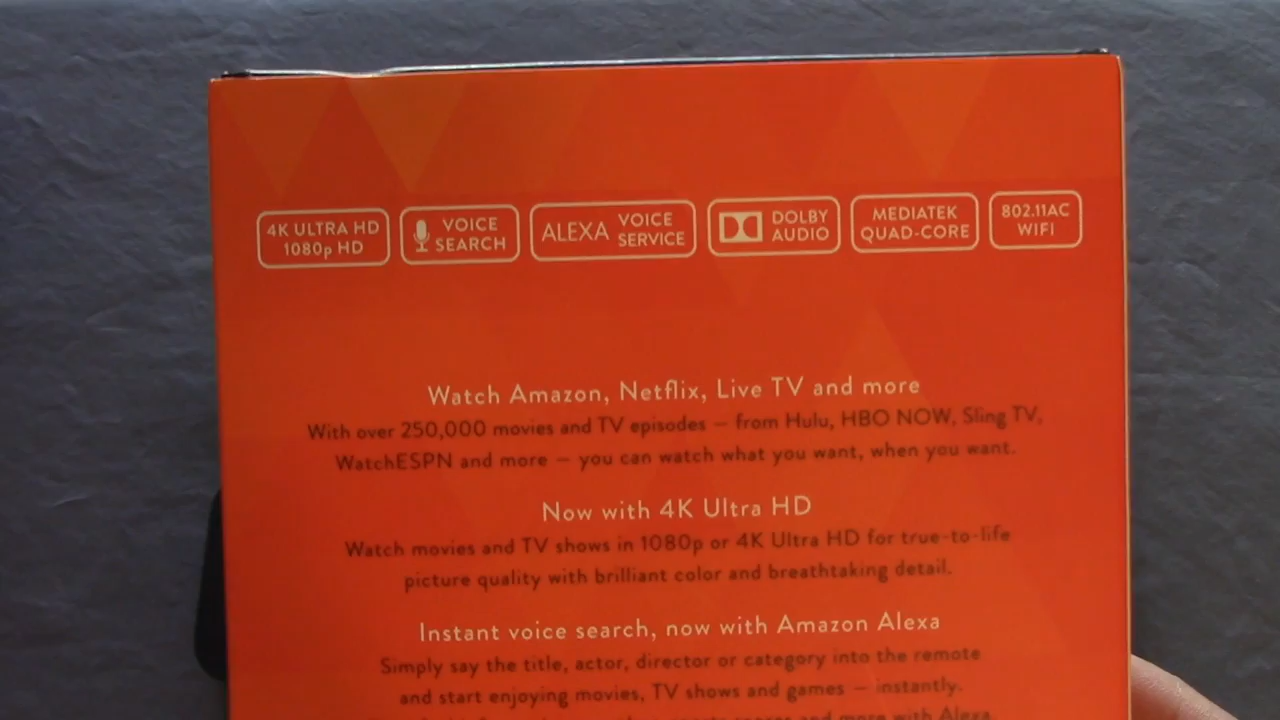 4K ULTRA HD
1080p HD
VOICE
SEARCH
ALEXA VOICE
SERVICE
DOLBY
AUDIO
MEDIATEK
QUAD-CORE
802.11AC
WIFI
Watch Amazon, Netflix, Live TV and more
With over 250,000 movies and TV episodes – from Hulu, HBO NOW, Sling TV,
WatchESPN and more – you can watch what you want, when you want.
Now with 4K Ultra HD
Watch movies and TV shows in 1080p or 4K Ultra HD for true-to-life
picture quality with brilliant color and breathtaking detail.
Instant voice search, now with Amazon Alexa
Simply say the title, actor, director or category into the remote
and start enjoying movies, TV shows and games – instantly.
and more with Alexa